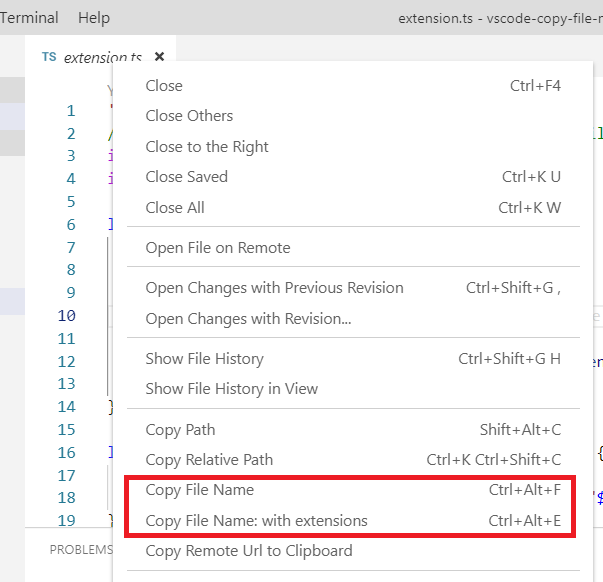 Terminal Help extension.ts - vscode-copy-file-
TS extension.ts ×
Close Ctrl+F4
1
Close Others
2
Close to the Right
3
Close Saved Ctrl+K U
4
5
Close All Ctrl+K W
6
Open File on Remote
7
8
Open Changes with Previous Revision Ctrl+Shift+G ,
9
Open Changes with Revision...
10
11
Show File History Ctrl+Shift+G H
12
Show File History in View
13
14 }
Copy Path Shift+Alt+C
15
Copy Relative Path Ctrl+K Ctrl+Shift+C {
16
17
Copy File Name Ctrl+Alt+F
18 "$
Copy File Name: with extensions Ctrl+Alt+E
19 }
PROBLEMS
Copy Remote Url to Clipboard